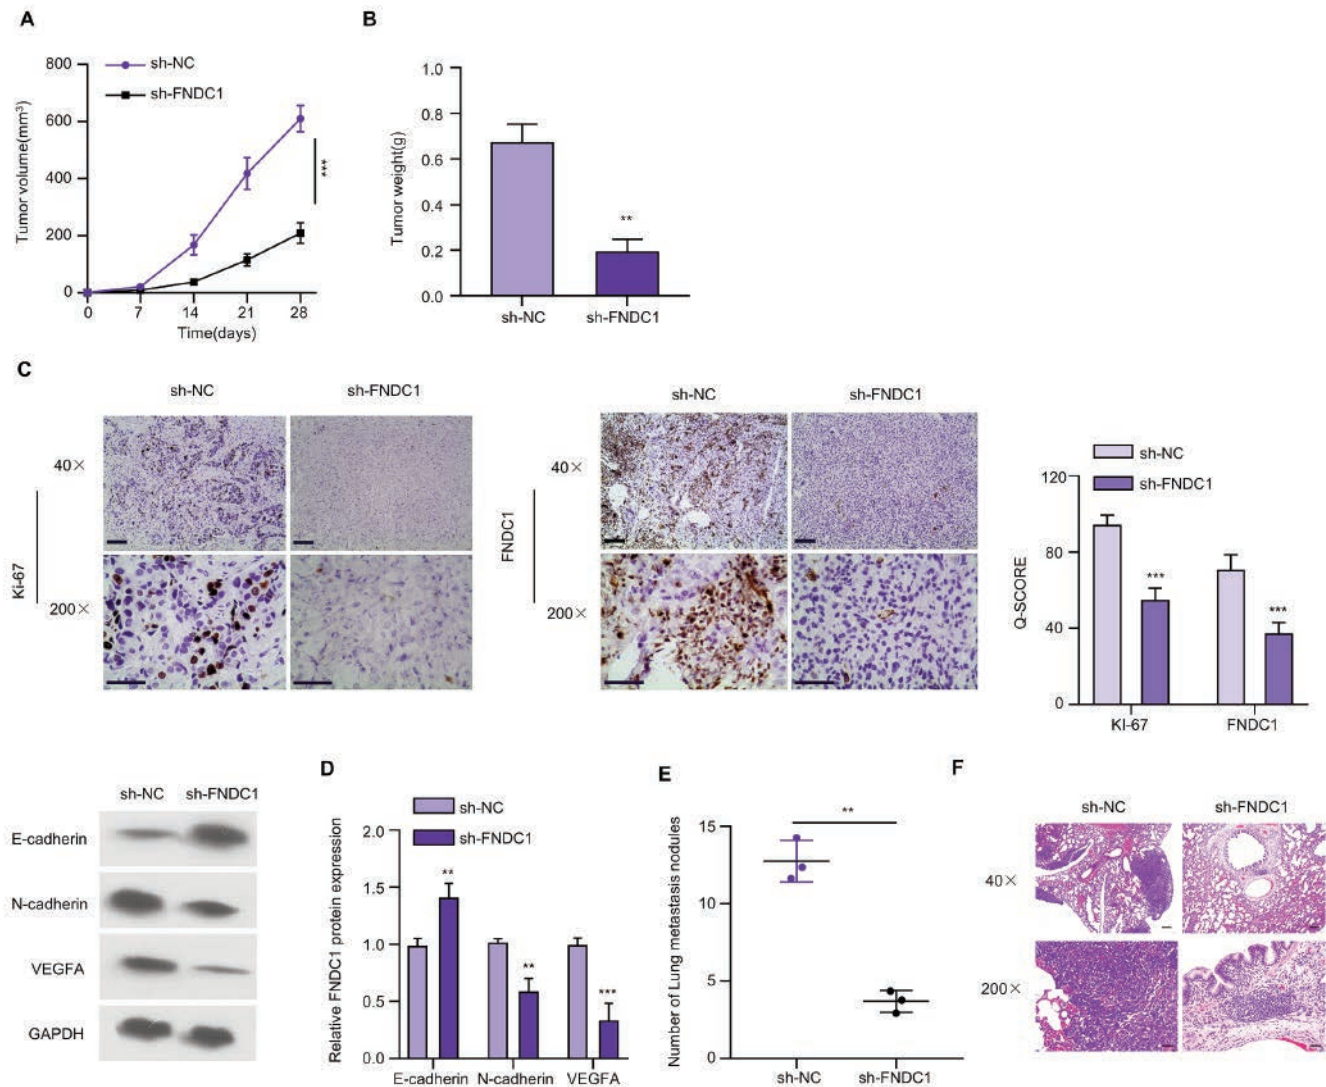 A
B
800
600
400
200
0
0
7
14
21
28
Tumor volume(mm³)
Time(days)
sh-NC
sh-FNDC1
***
1.0
0.8
0.6
0.4
0.2
0.0
Tumor weight(g)
**
sh-NC
sh-FNDC1
C
sh-NC
sh-FNDC1
40×
200×
Ki-67
sh-NC
sh-FNDC1
40×
200×
FNDC1
sh-NC
sh-FNDC1
120
80
40
0
Q-SCORE
***
***
KI-67
FNDC1
sh-NC
sh-FNDC1
E-cadherin
N-cadherin
VEGFA
GAPDH
D
sh-NC
sh-FNDC1
2.0
1.5
1.0
0.5
0.0
Relative FNDC1 protein expression
**
**
***
E-cadherin
N-cadherin
VEGFA
E
15
10
5
0
Number of Lung metastasis nodules
**
sh-NC
sh-FNDC1
F
sh-NC
sh-FNDC1
40×
200×